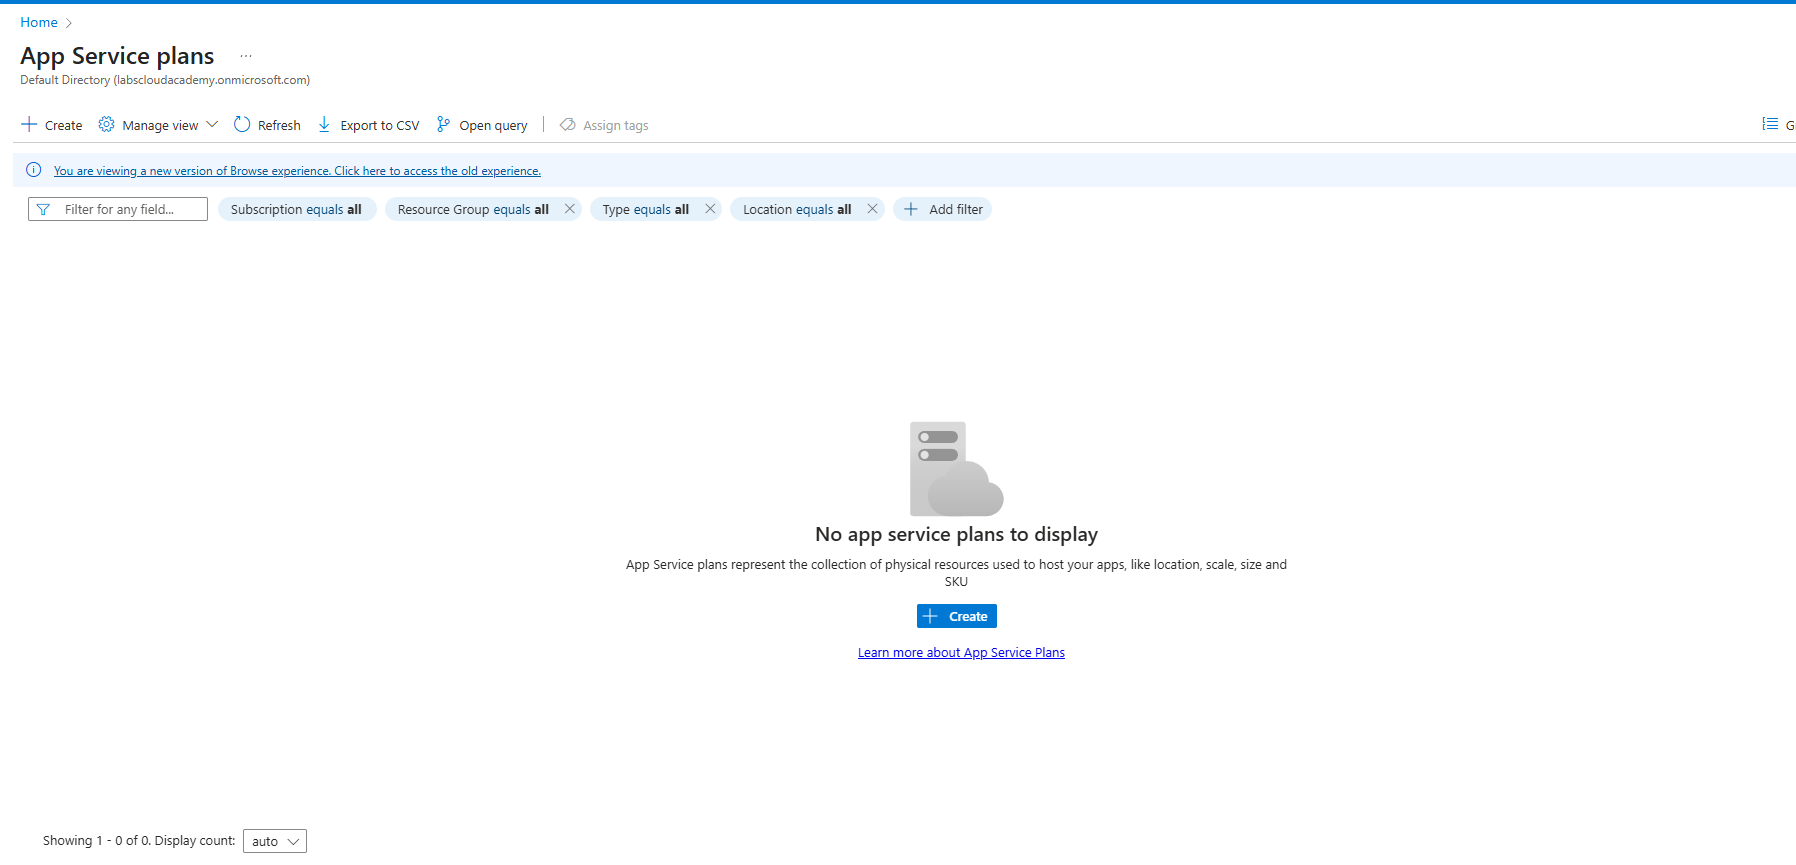 Home
App Service plans ...
Default Directory (labscloudacademy.onmicrosoft.com)
Create Manage view Refresh Export to CSV Open query Assign tags
You are viewing a new version of Browse experience. Click here to access the old experience.
Filter for any field... Subscription equals all Resource Group equals all Type equals all Location equals all Add filter
No app service plans to display
App Service plans represent the collection of physical resources used to host your apps, like location, scale, size and
SKU
Create
Learn more about App Service Plans
Showing 1 - 0 of 0. Display count: auto